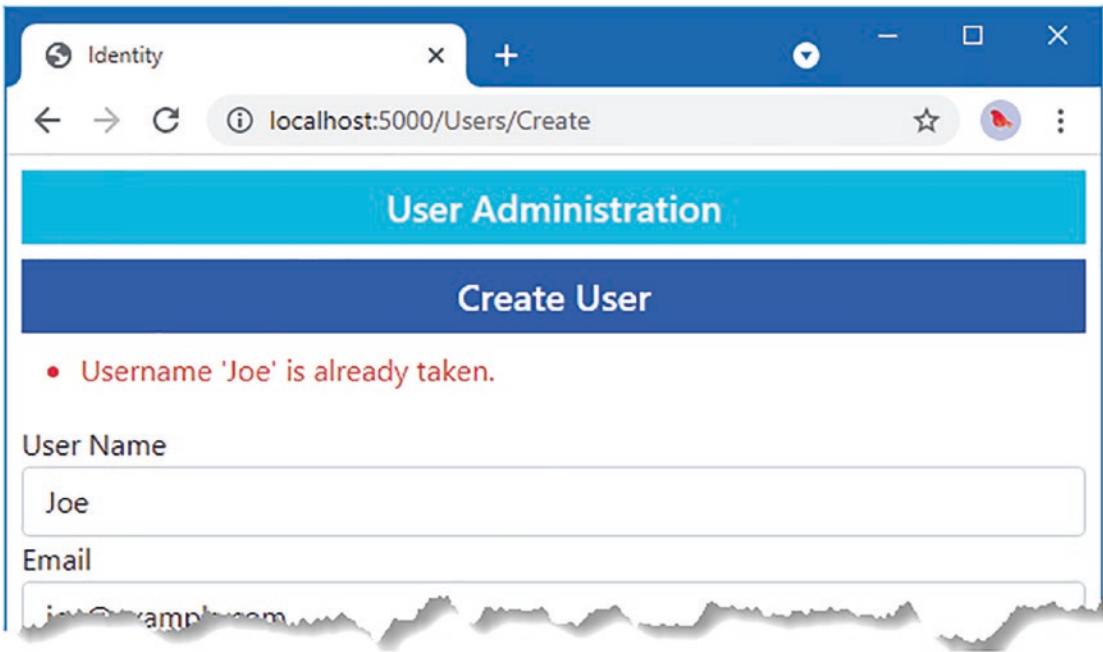 Identity
localhost:5000/Users/Create
User Administration
Create User
• Username 'Joe' is already taken.
User Name
Joe
Email